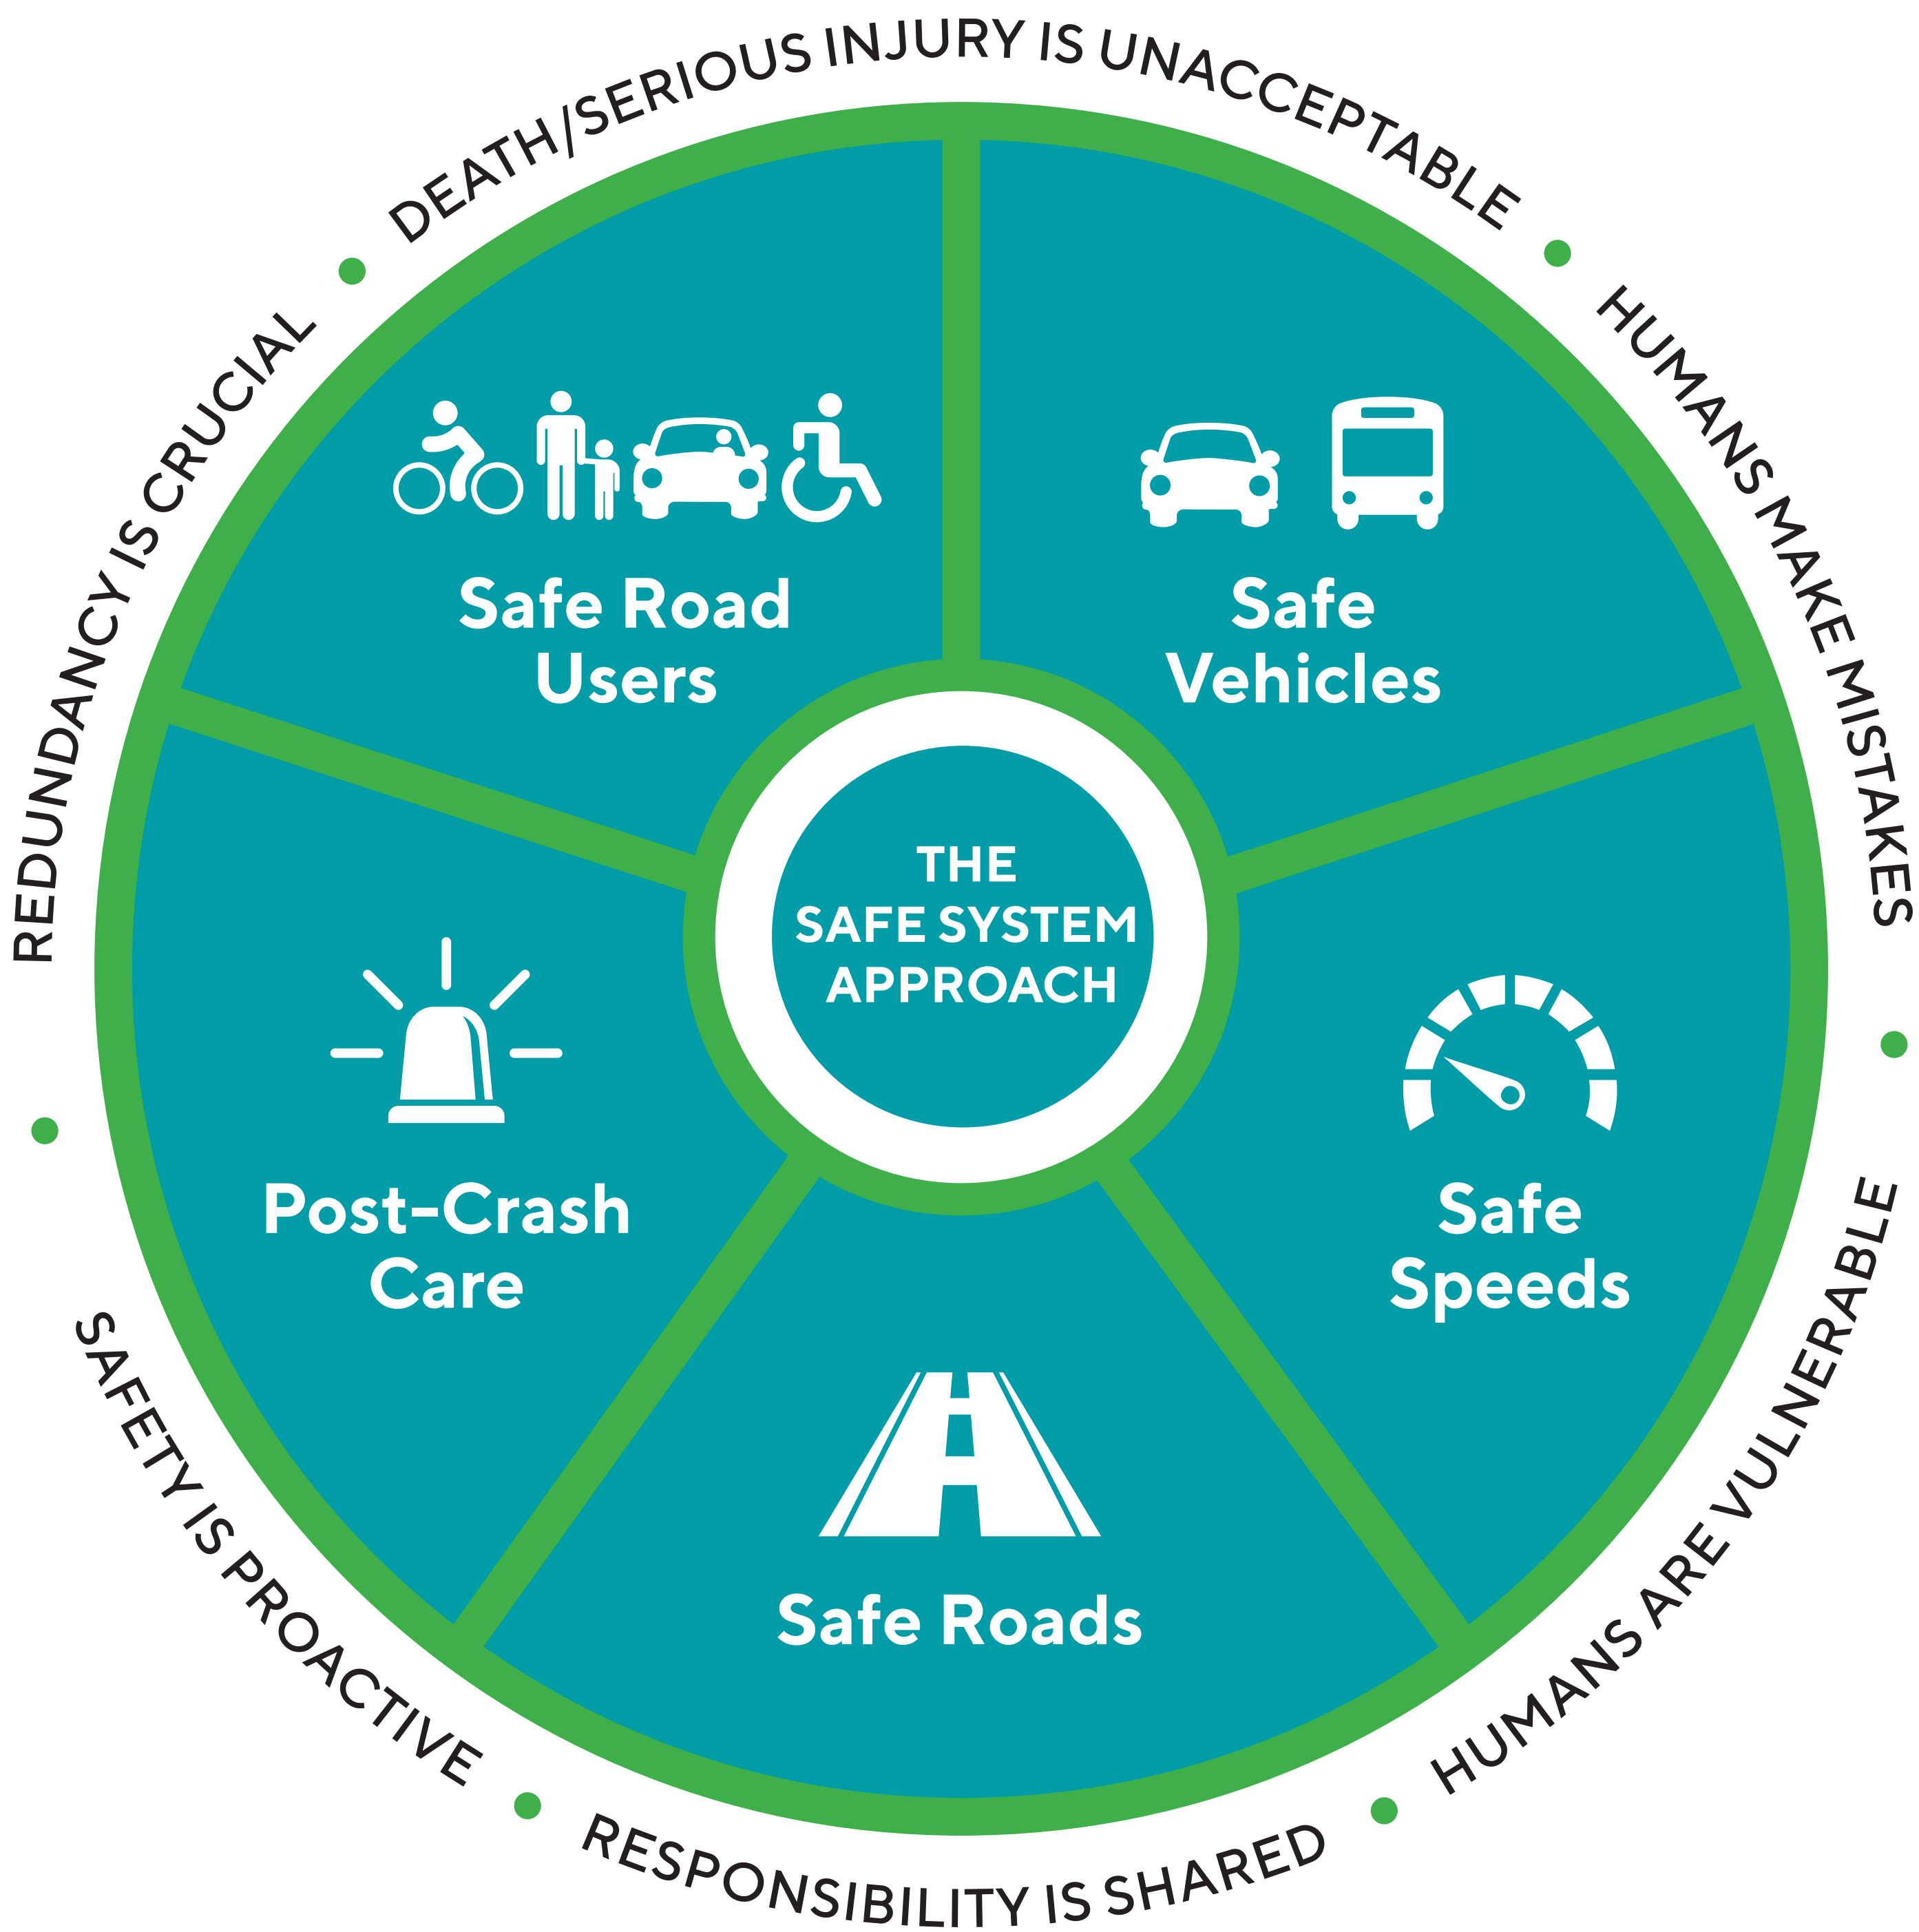 DEATH/SERIOUS INJURY IS UNACCEPTABLE
HUMANS MAKE MISTAKES
HUMANS ARE VULNERABLE
RESPONSIBILITY IS SHARED
SAFETY IS PROACTIVE
REDUNDANCY IS CRUCIAL
Safe Road
Users
Safe
Vehicles
Safe
Speeds
Safe Roads
Post-Crash
Care
THE
SAFE SYSTEM
APPROACH